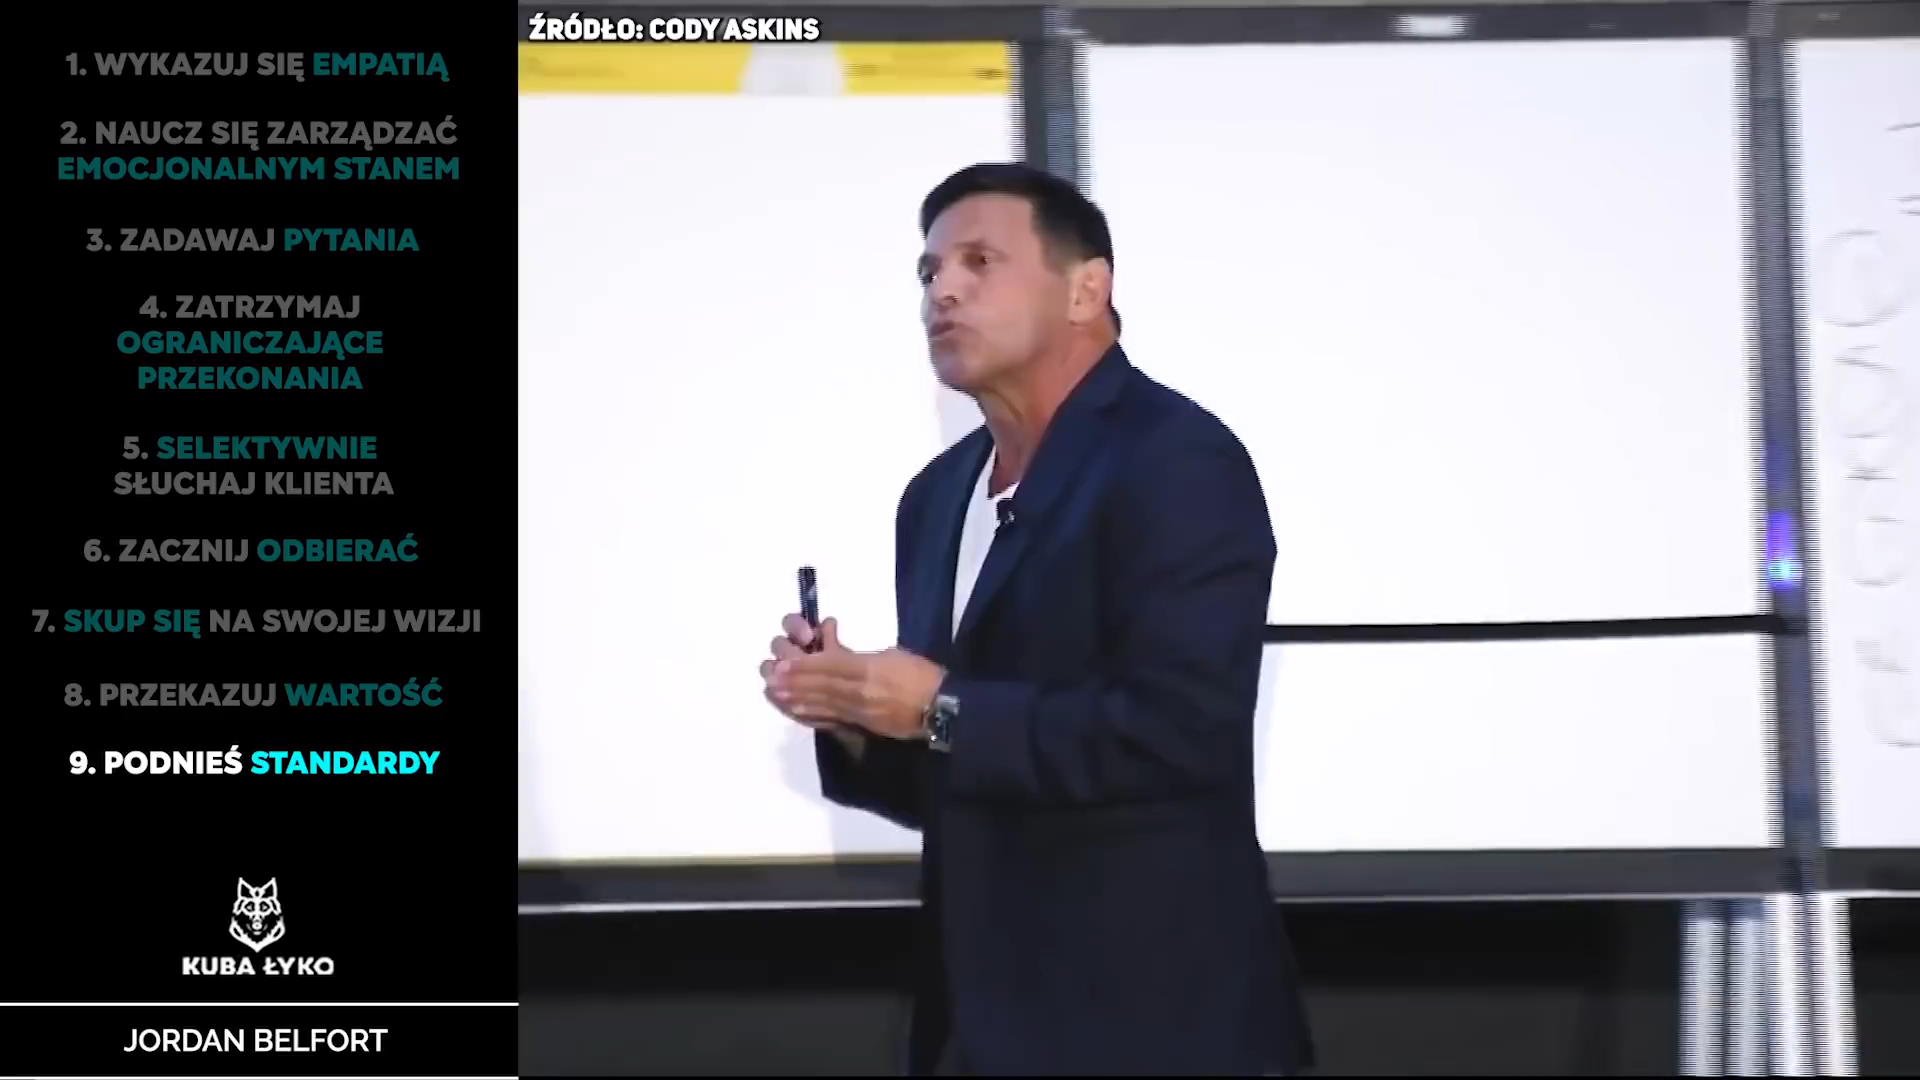 ŹRÓDŁO: CODY ASKINS
1. WYKAZUJ SIĘ EMPATIĄ
2. NAUCZ SIĘ ZARZĄDZAĆ
EMOCJONALNYM STANEM
3. ZADAWAJ PYTANIA
4. ZATRZYMAJ
OGRANICZAJĄCE
PRZEKONANIA
5. SELEKTYWNIE
SŁUCHAJ KLIENTA
6. ZACZNIJ ODBIERAĆ
7. SKUP SIĘ NA SWOJEJ WIZJI
8. PRZEKAZUJ WARTOŚĆ
9. PODNIEŚ STANDARDY
KUBA ŁYKO
JORDAN BELFORT